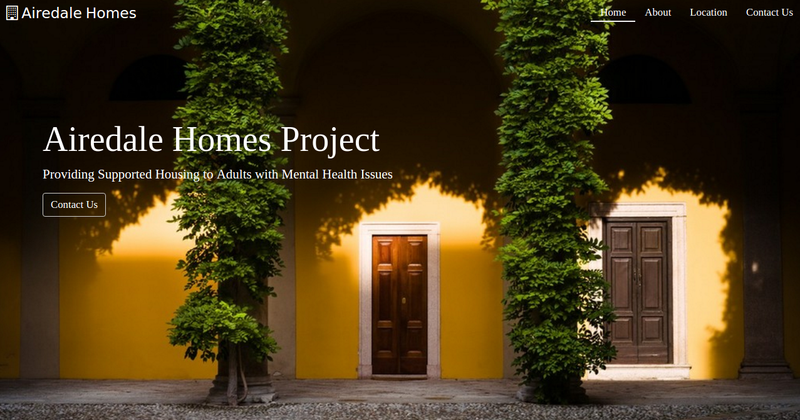 Airedale Homes
Home
About
Location
Contact Us
Airedale Homes Project
Providing Supported Housing to Adults with Mental Health Issues
Contact Us